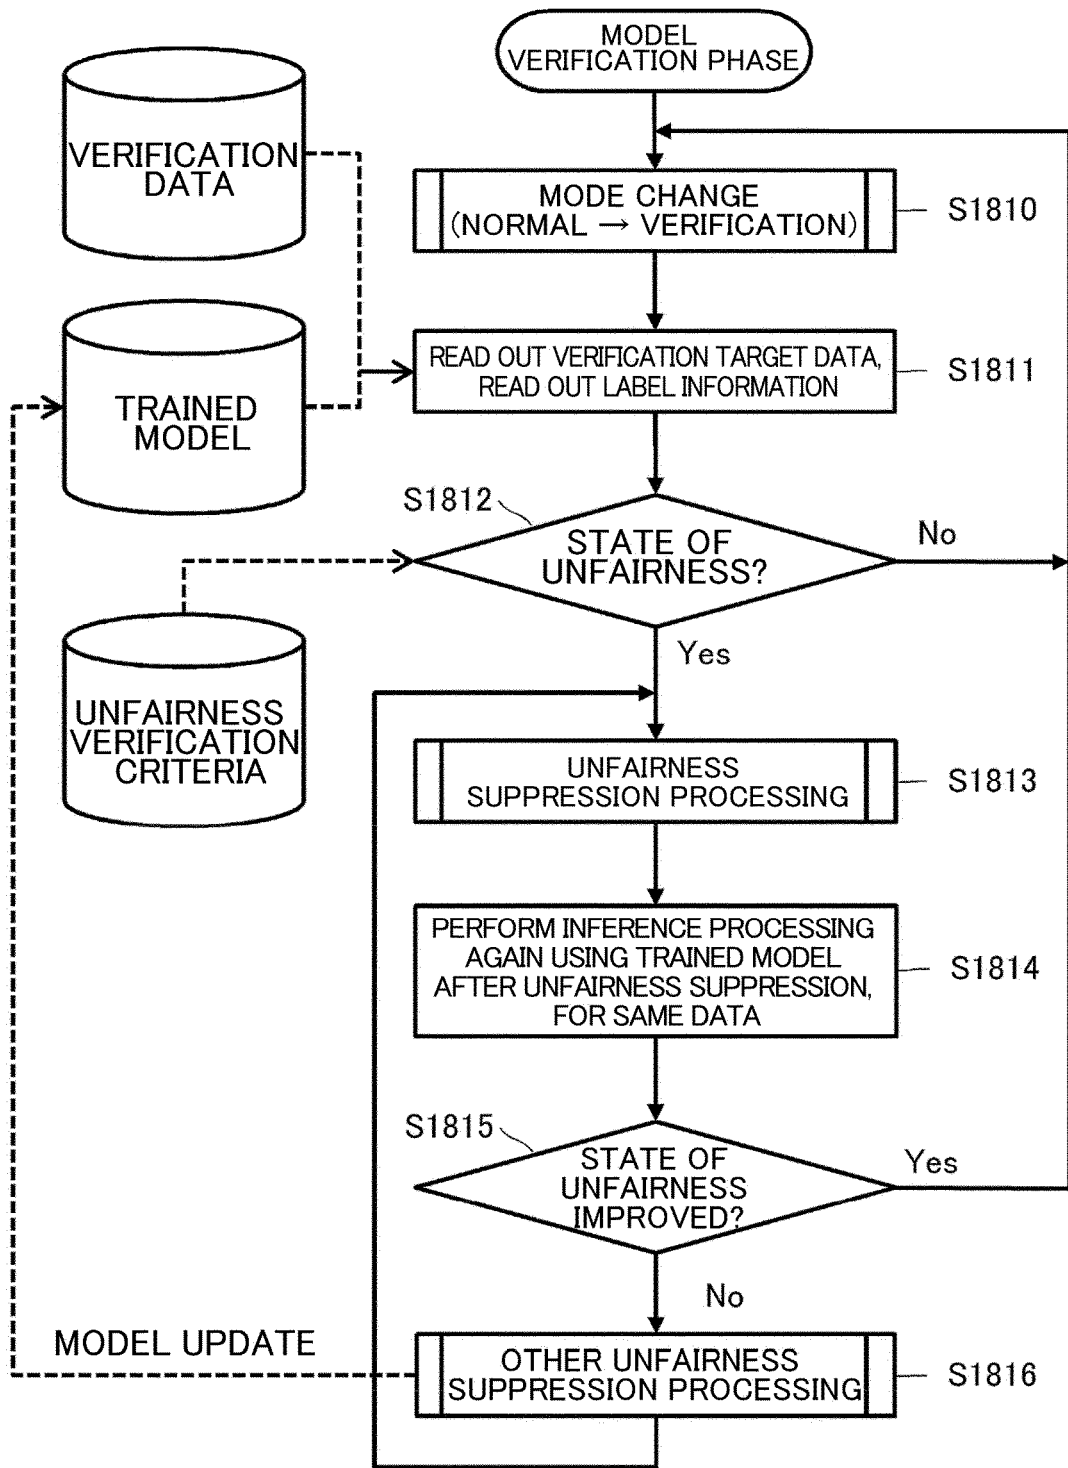 MODEL
VERIFICATION PHASE
VERIFICATION
DATA
MODE CHANGE
(NORMAL → VERIFICATION)
S1810
TRAINED
MODEL
READ OUT VERIFICATION TARGET DATA,
READ OUT LABEL INFORMATION
S1811
S1812
STATE OF
UNFAIRNESS?
No
Yes
UNFAIRNESS
VERIFICATION
CRITERIA
UNFAIRNESS
SUPPRESSION PROCESSING
S1813
PERFORM INFERENCE PROCESSING
AGAIN USING TRAINED MODEL
AFTER UNFAIRNESS SUPPRESSION,
FOR SAME DATA
S1814
S1815
STATE OF
UNFAIRNESS
IMPROVED?
Yes
No
MODEL UPDATE
OTHER UNFAIRNESS
SUPPRESSION PROCESSING
S1816